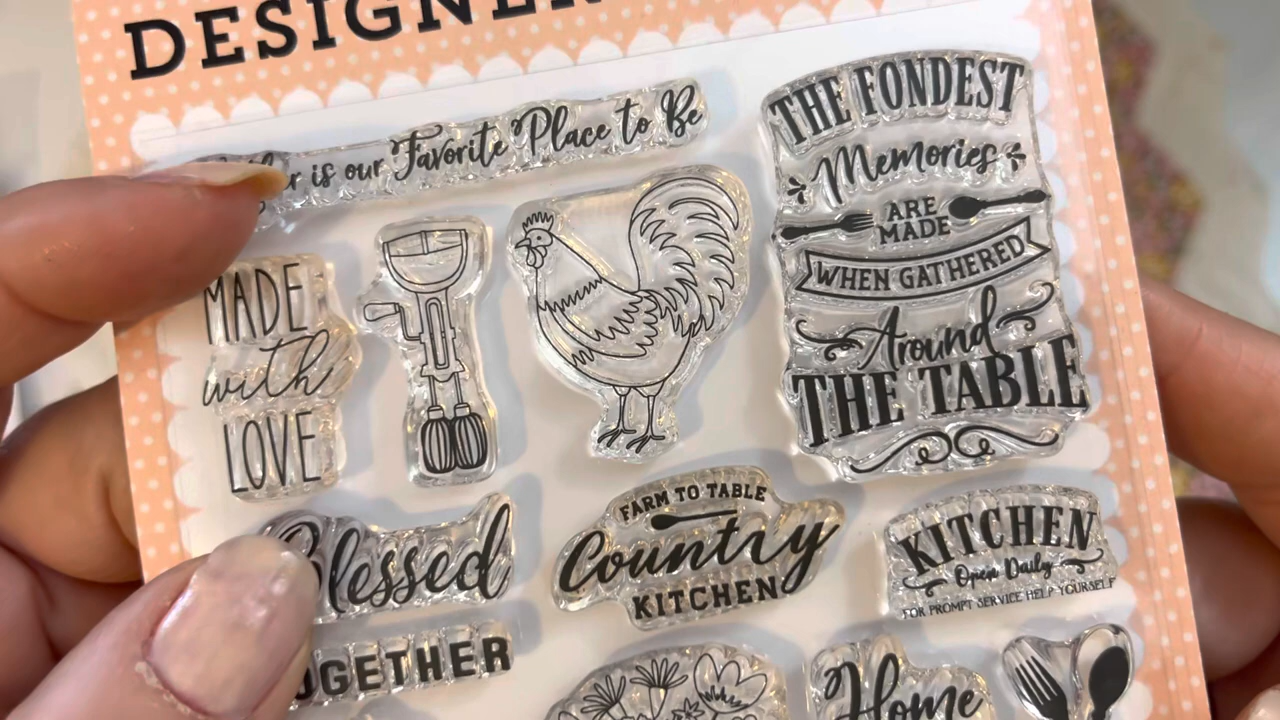 DESIGNER
is our Favorite Place to Be
THE FONDEST
Memories
ARE
MADE
WHEN GATHERED
Around
THE TABLE
MADE
with
LOVE
Blessed
FARM TO TABLE
Country
KITCHEN
KITCHEN
Open Daily
FOR PROMPT SERVICE HELP YOURSELF
OGETHER
Home